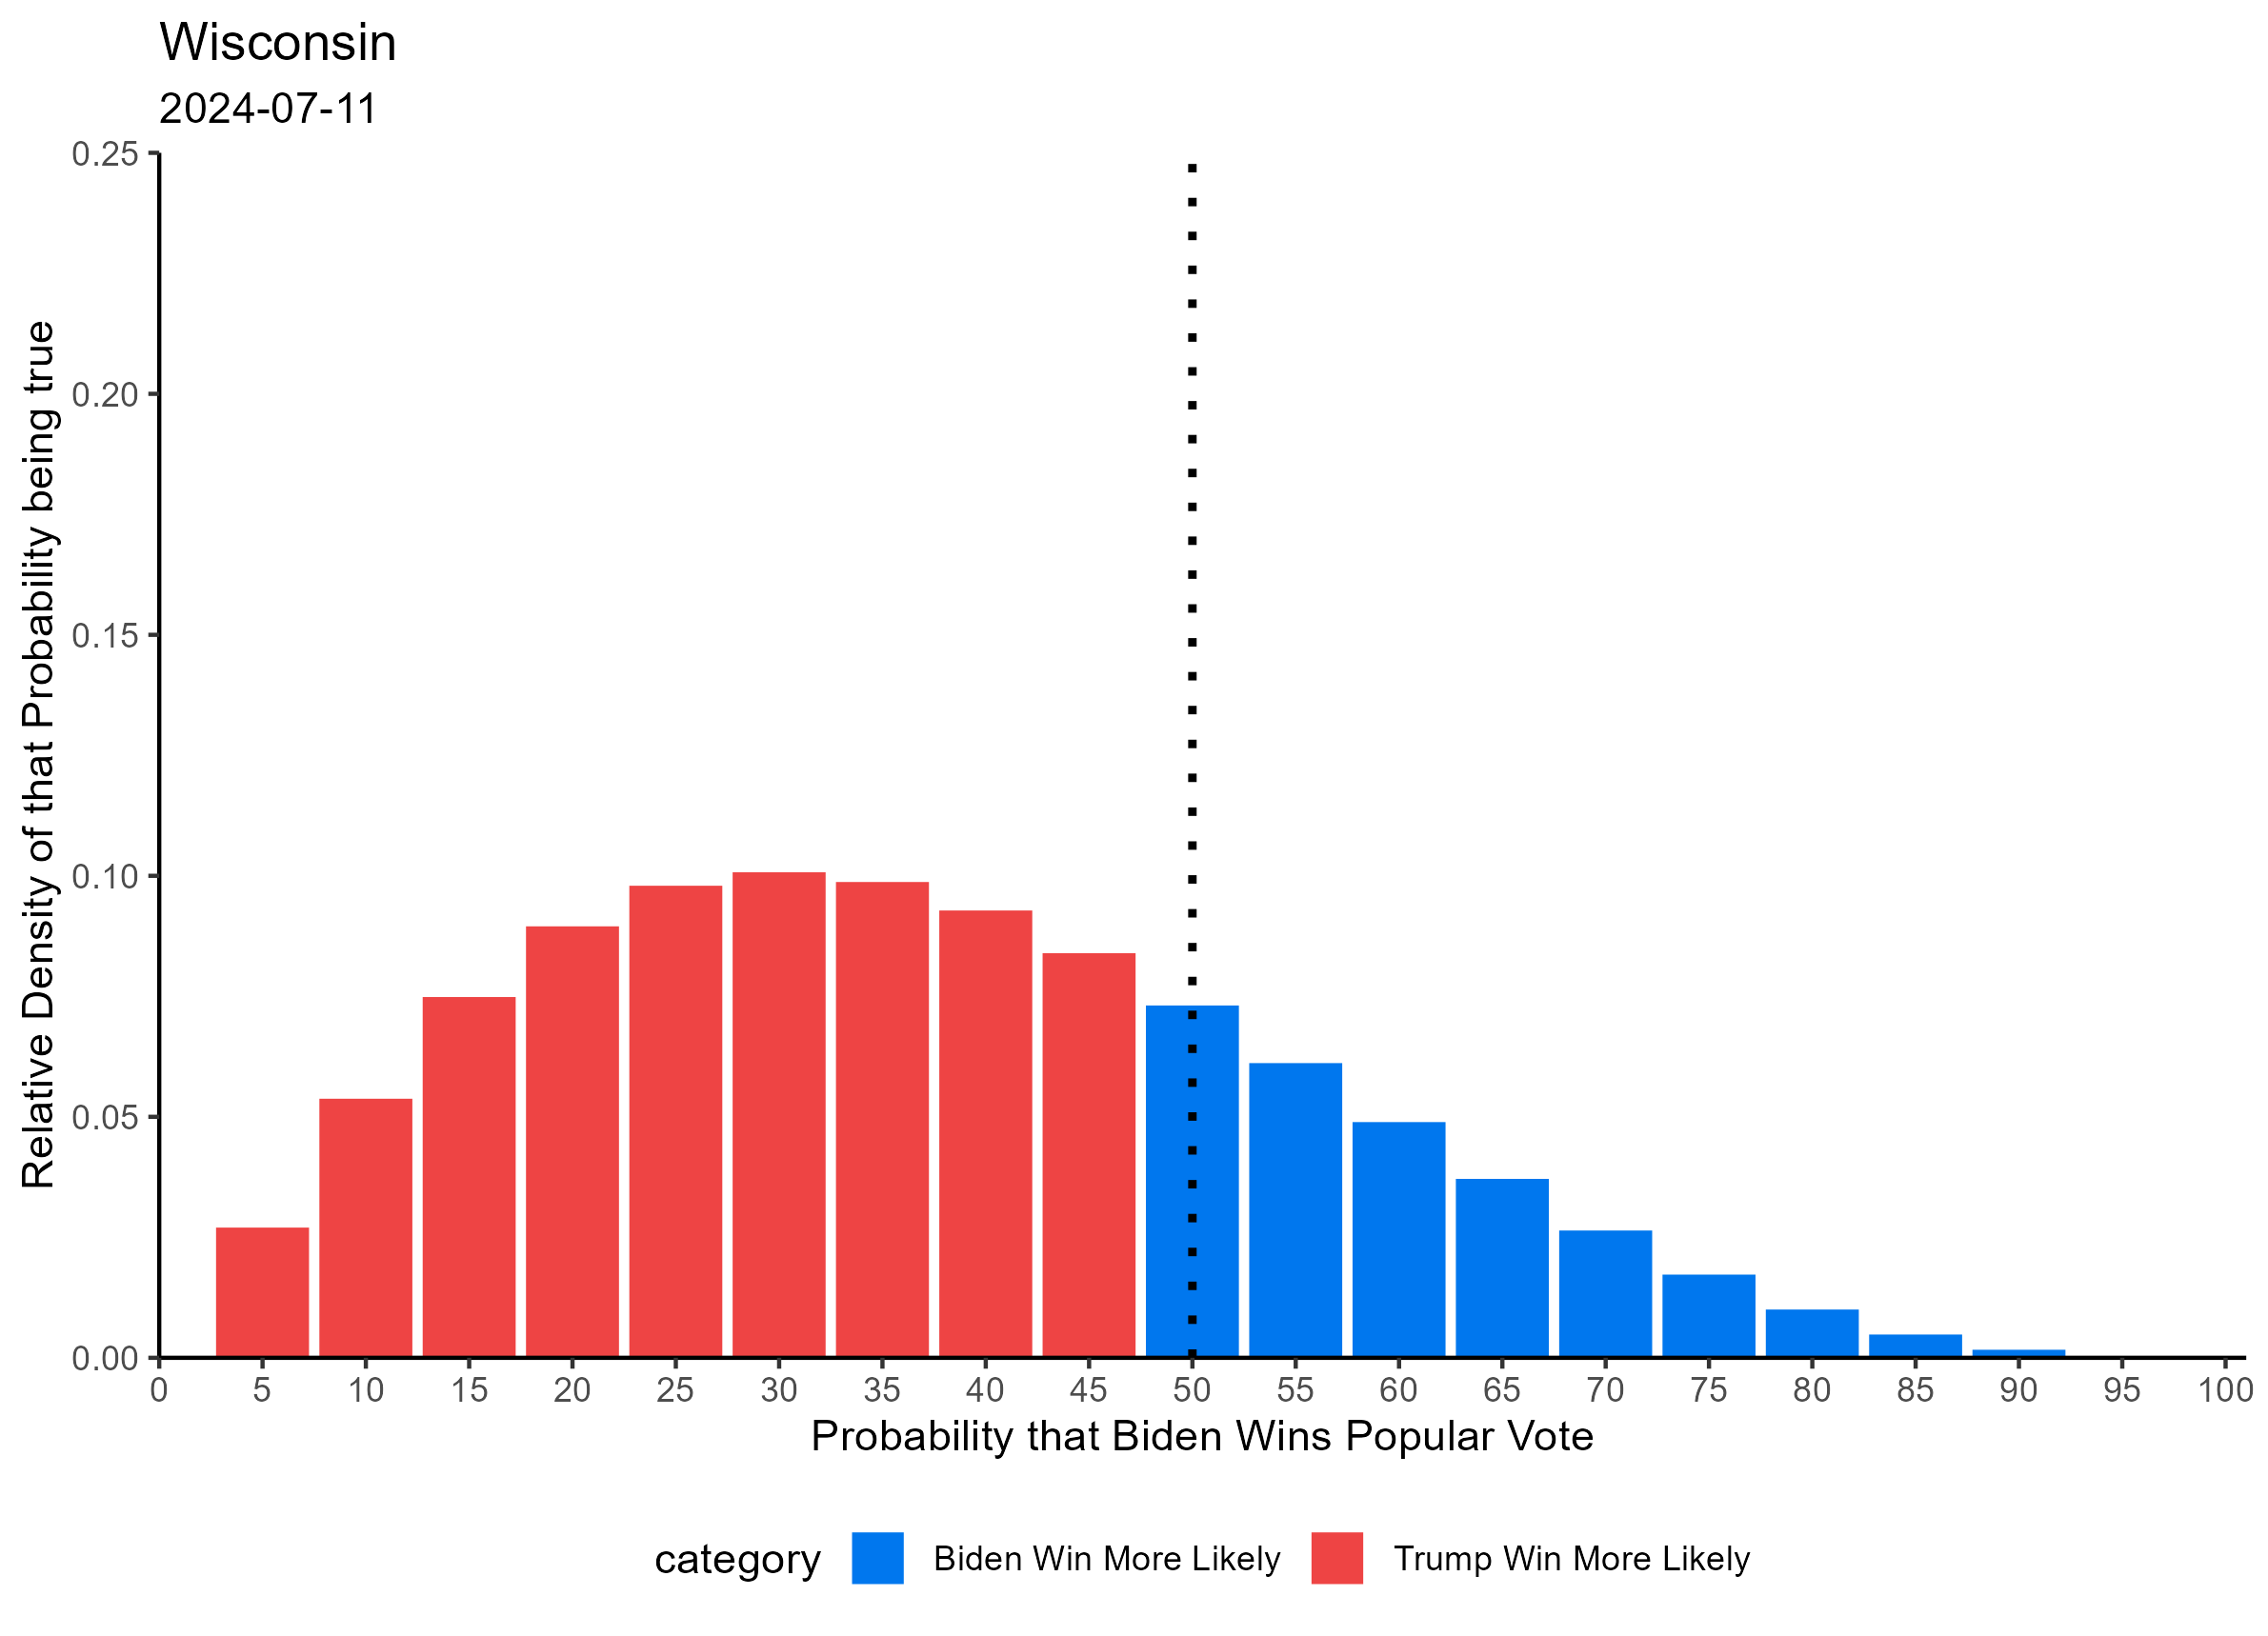 Wisconsin
2024-07-11
Relative Density of that Probability being true
0.25
0.20
0.15
0.10
0.05
0.00
0 5 10 15 20 25 30 35 40 45 50 55 60 65 70 75 80 85 90 95 100
Probability that Biden Wins Popular Vote
category Biden Win More Likely Trump Win More Likely